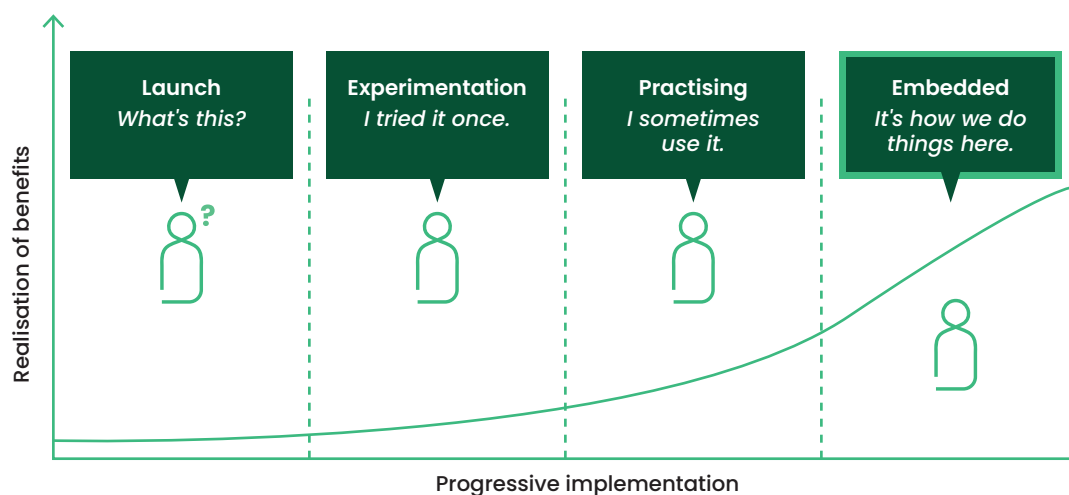 Launch
What's this?
Experimentation
I tried it once.
Practising
I sometimes
use it.
Embedded
It's how we do
things here.
?
Realisation of benefits
Progressive implementation